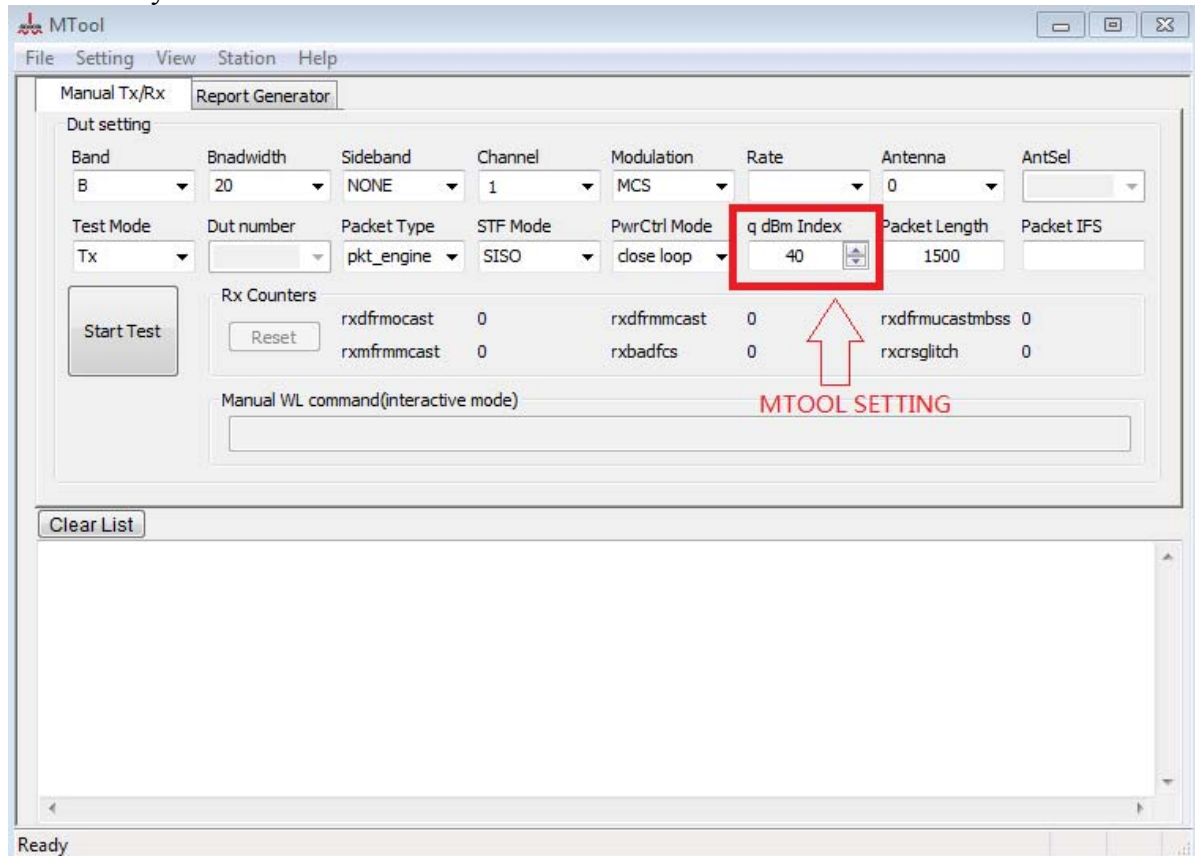 MTool
File Setting View Station Help
Manual Tx/Rx Report Generator
Dut setting
Band Bnadwidth Sideband Channel Modulation Rate Antenna AntSel
B 20 NONE 1 MCS 0
Test Mode Dut number Packet Type STF Mode PwrCtrl Mode q dBm Index Packet Length Packet IFS
Tx pkt_engine SISO close loop 40 1500
Start Test
Rx Counters
Reset
rxdfrmocast 0 rxdfrmmcast 0 rxdfrmucastmbss 0
rxmfrmmcast 0 rxbadfcs 0 rxcrsglitch 0
MTOOL SETTING
Manual WL command(interactive mode)
Clear List
Ready